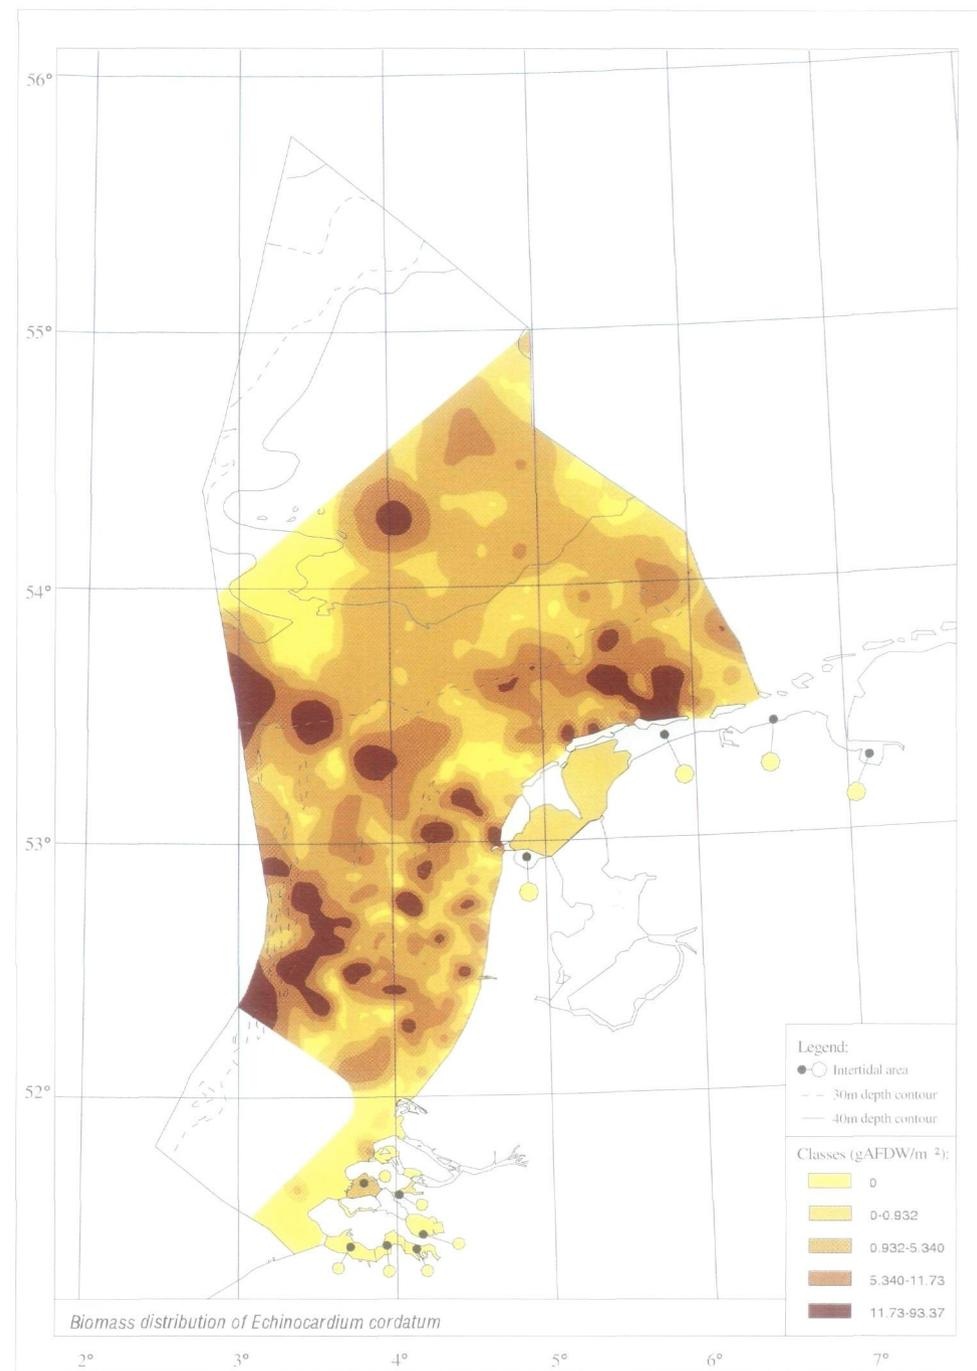 56°
55°
54°
53°
52°
Legend:
Intertidal area
30m depth contour
40m depth contour
Classes (gAFDW/m ²):
0
0-0.932
0.932-5.340
5.340-11.73
11.73-93.37
Biomass distribution of Echinocardium cordatum
2° 3° 4° 5° 6° 7°